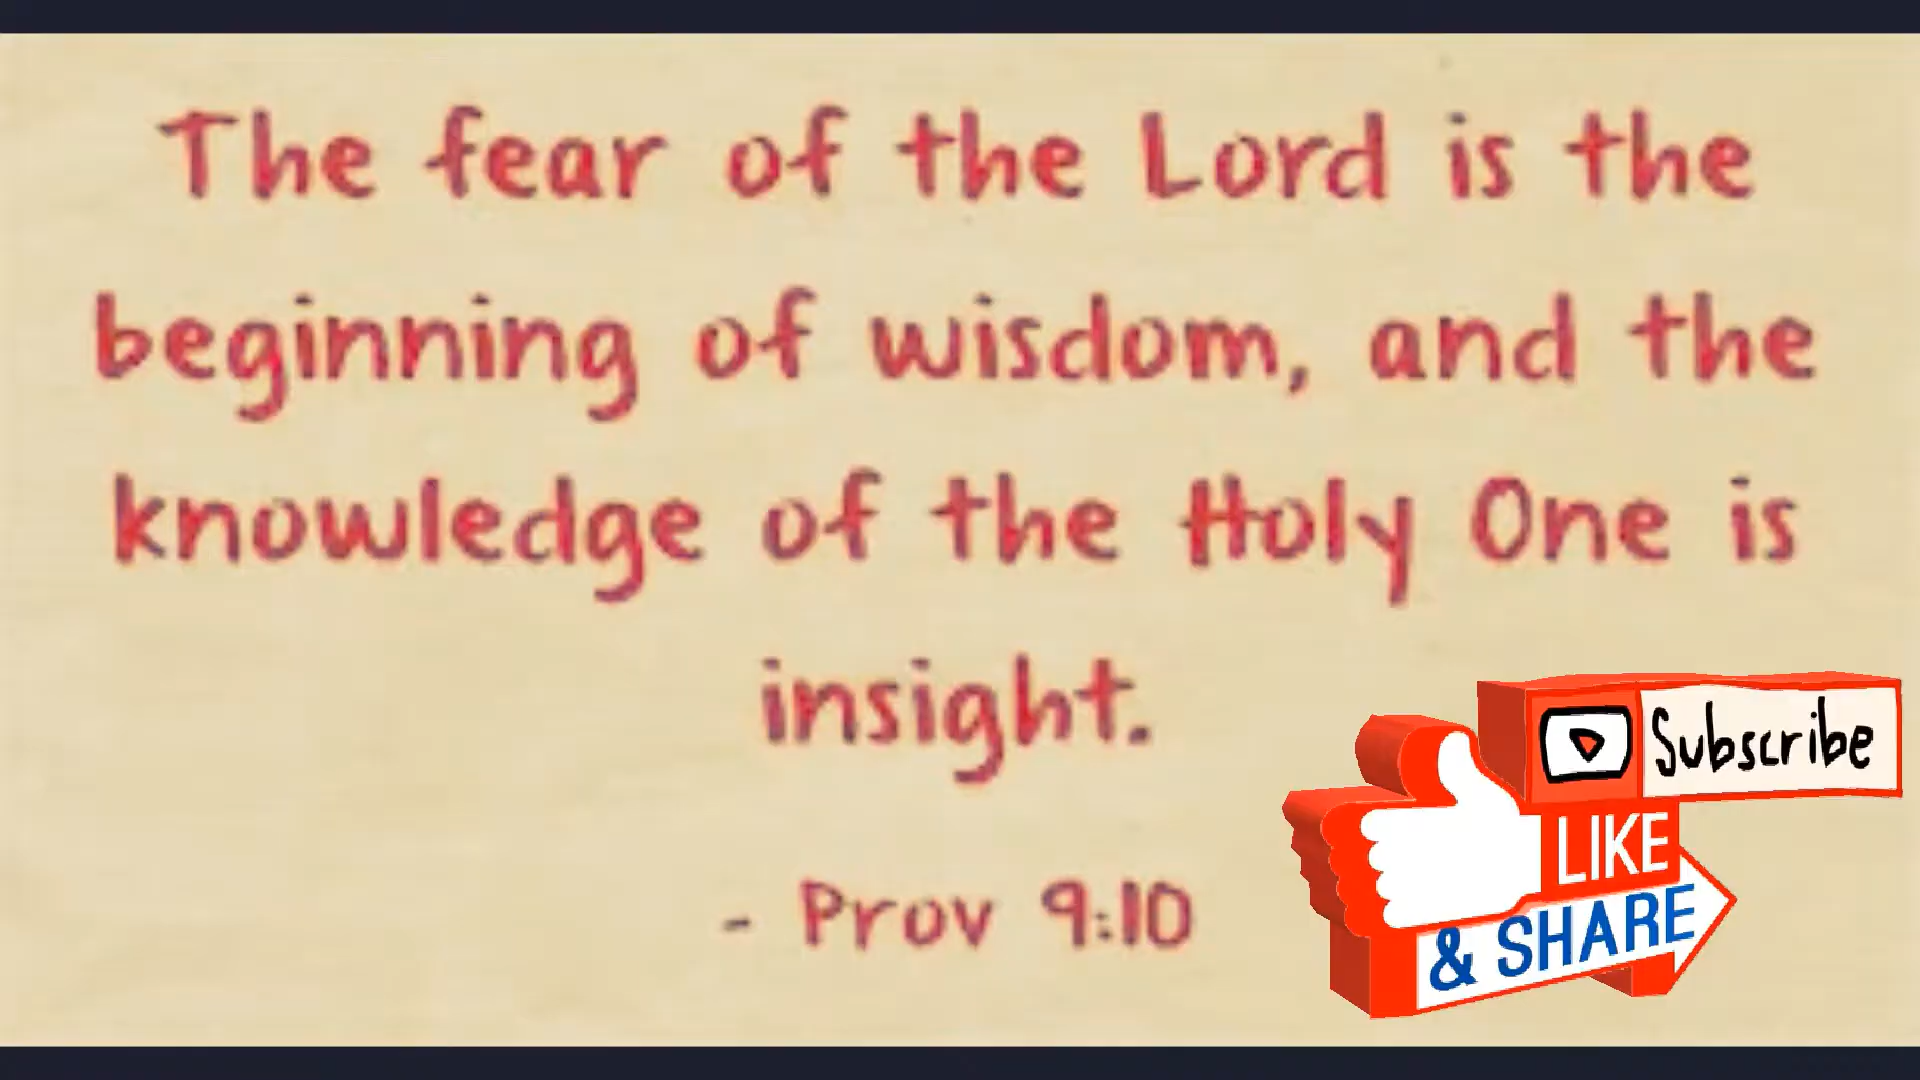 The fear of the Lord is the
beginning of wisdom, and the
knowledge of the Holy One is
insight.
- Prov 9:10
Subscribe
LIKE
& SHARE